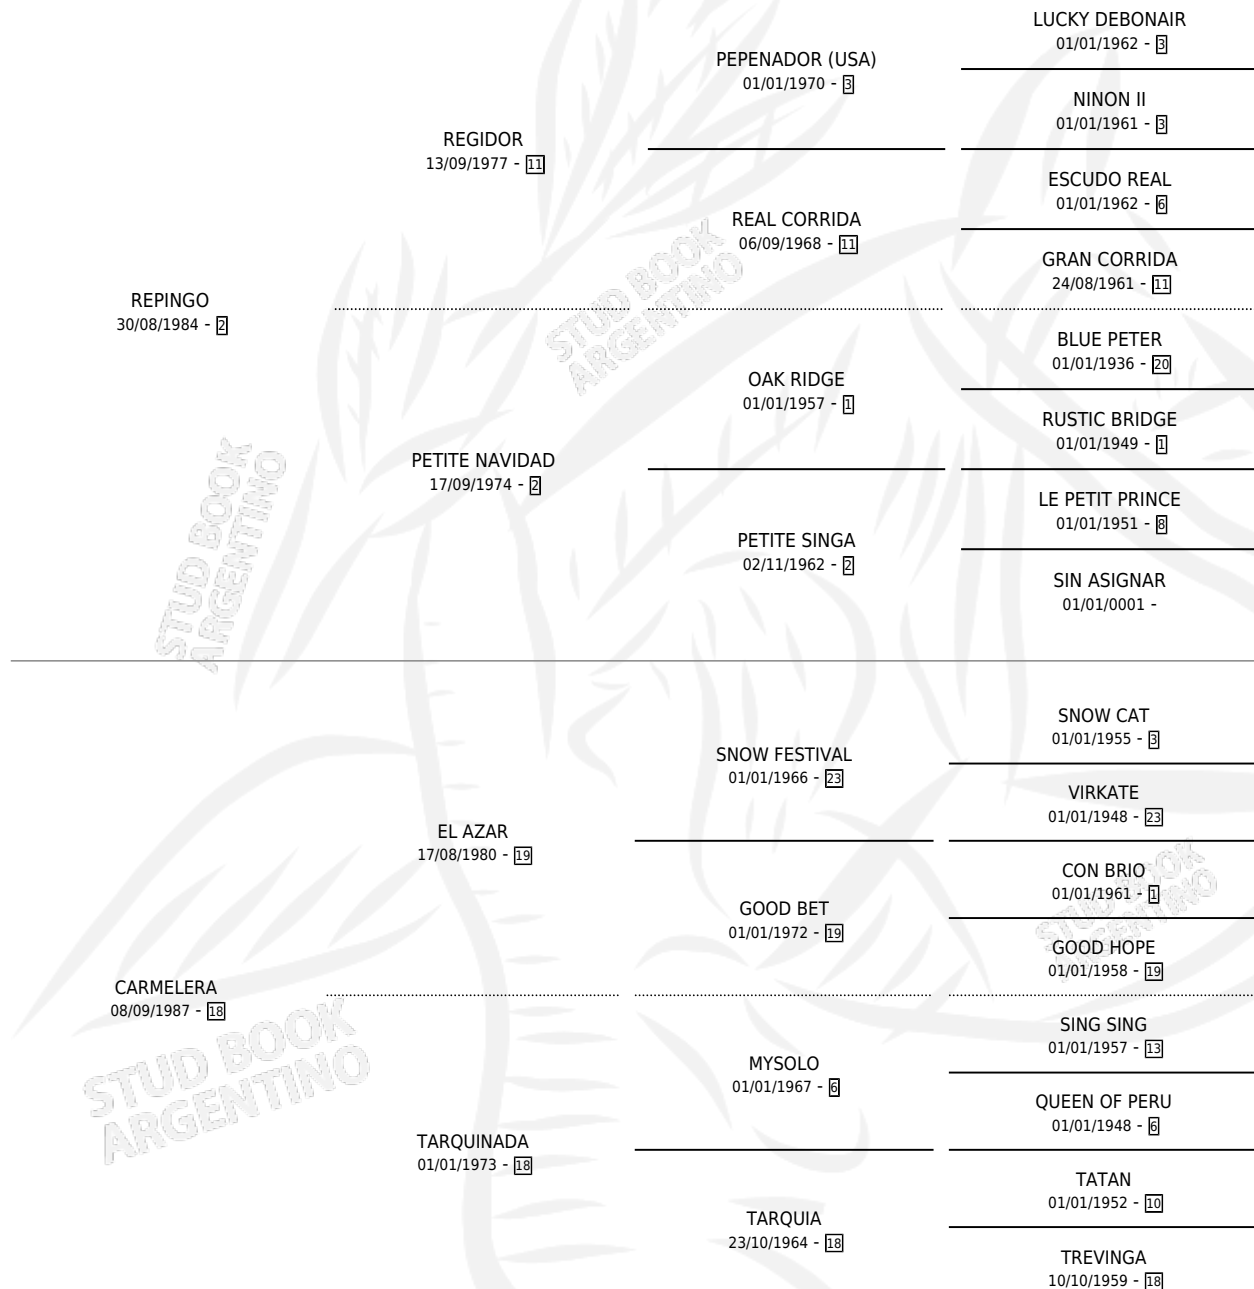 LUCKY DEBONAIR
01/01/1962 - 3
PEPENADOR (USA)
01/01/1970 - 3
NINON II
01/01/1961 - 3
REGIDOR
13/09/1977 - 11
ESCUDO REAL
01/01/1962 - 6
REAL CORRIDA
06/09/1968 - 11
GRAN CORRIDA
24/08/1961 - 11
REPINGO
30/08/1984 - 2
BLUE PETER
01/01/1936 - 20
OAK RIDGE
01/01/1957 - 1
RUSTIC BRIDGE
01/01/1949 - 1
PETITE NAVIDAD
17/09/1974 - 2
LE PETIT PRINCE
01/01/1951 - 8
PETITE SINGA
02/11/1962 - 2
SIN ASIGNAR
01/01/0001 -
SNOW CAT
01/01/1955 - 3
SNOW FESTIVAL
01/01/1966 - 23
VIRKATE
01/01/1948 - 23
EL AZAR
17/08/1980 - 19
CON BRIO
01/01/1961 - 1
GOOD BET
01/01/1972 - 19
GOOD HOPE
01/01/1958 - 19
CARMELERA
08/09/1987 - 18
SING SING
01/01/1957 - 13
MYSOLO
01/01/1967 - 6
QUEEN OF PERU
01/01/1948 - 6
TARQUINADA
01/01/1973 - 18
TATAN
01/01/1952 - 10
TARQUIA
23/10/1964 - 18
TREVINGA
10/10/1959 - 18
STUD BOOK
ARGENTINO
STUD BOOK
ARGENTINO
STUD BOOK
ARGENTINO
STUD BOOK
ARGENTINO